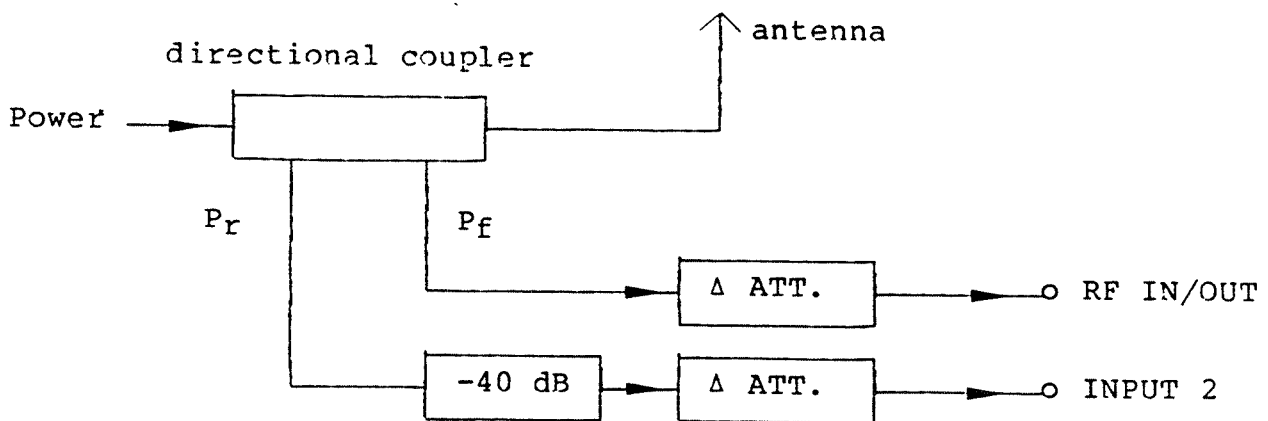 antenna
directional coupler
Power
Pr
Pf
Δ ATT.
RF IN/OUT
-40 dB
Δ ATT.
INPUT 2